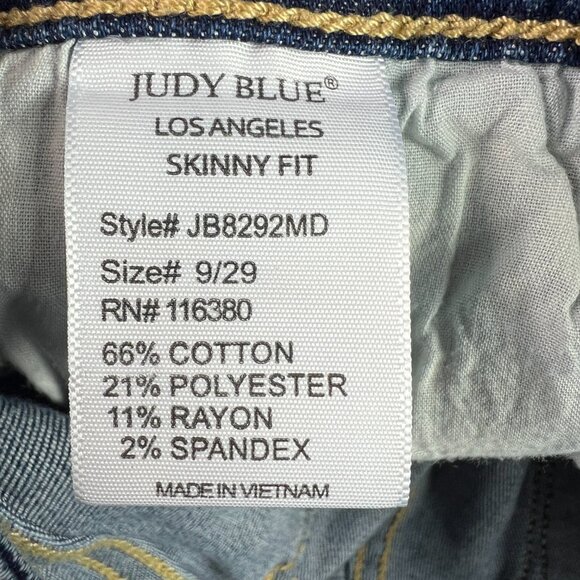 JUDY BLUE®
LOS ANGELES
SKINNY FIT
Style# JB8292MD
Size# 9/29
RN# 116380
66% COTTON
21% POLYESTER
11% RAYON
2% SPANDEX
MADE IN VIETNAM